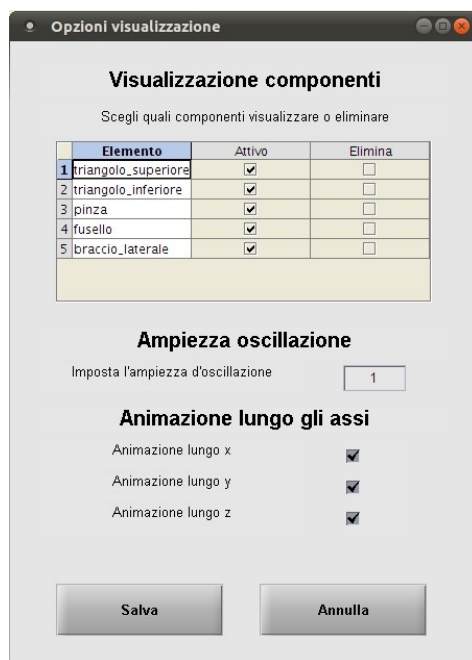 Opzioni visualizzazione
Visualizzazione componenti
Scegli quali componenti visualizzare o eliminare
Elemento Attivo Elimina
1 triangolo_superiore
2 triangolo_inferiore
3 pinza
4 fusello
5 braccio_laterale
Ampiezza oscillazione
Imposta l'ampiezza d'oscillazione 1
Animazione lungo gli assi
Animazione lungo x
Animazione lungo y
Animazione lungo z
Salva Annulla